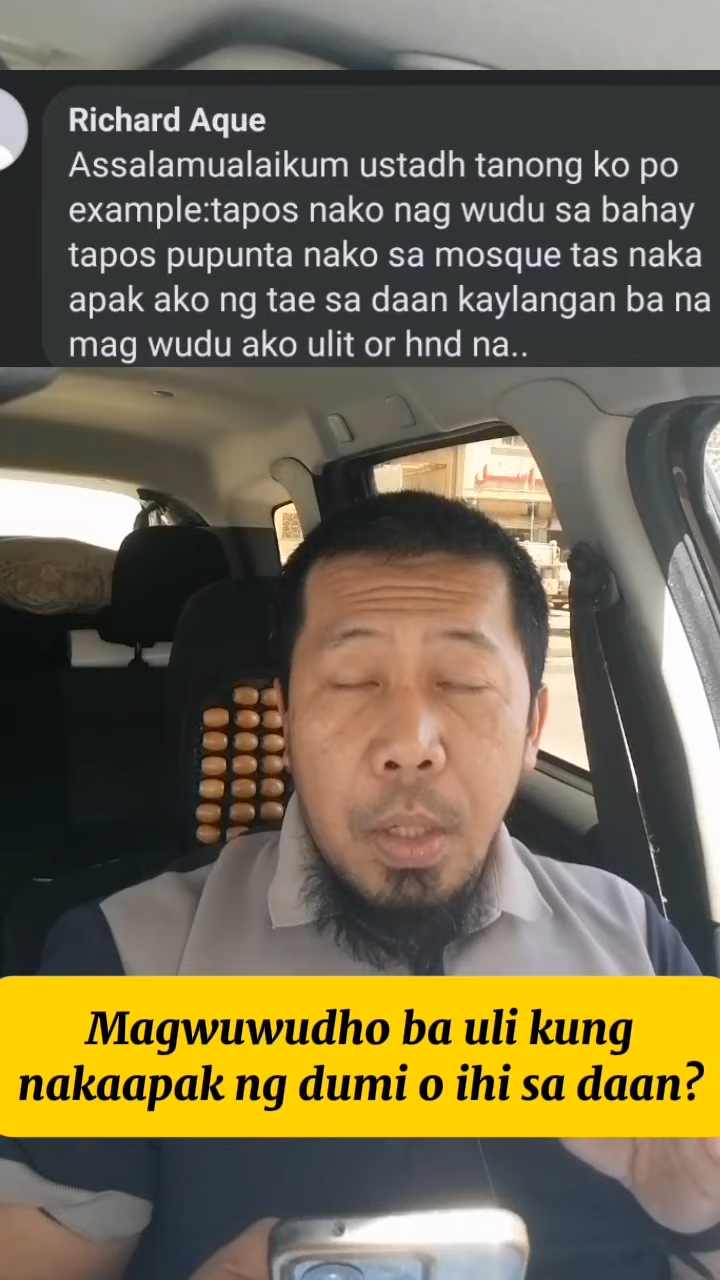 Richard Aque
Assalamualaikum ustadh tanong ko po
example:tapos nako nag wudu sa bahay
tapos pupunta nako sa mosque tas naka
apak ako ng tae sa daan kaylangan ba na
mag wudu ako ulit or hnd na..
Magwuwudho ba uli kung
nakaapak ng dumi o ihi sa daan?